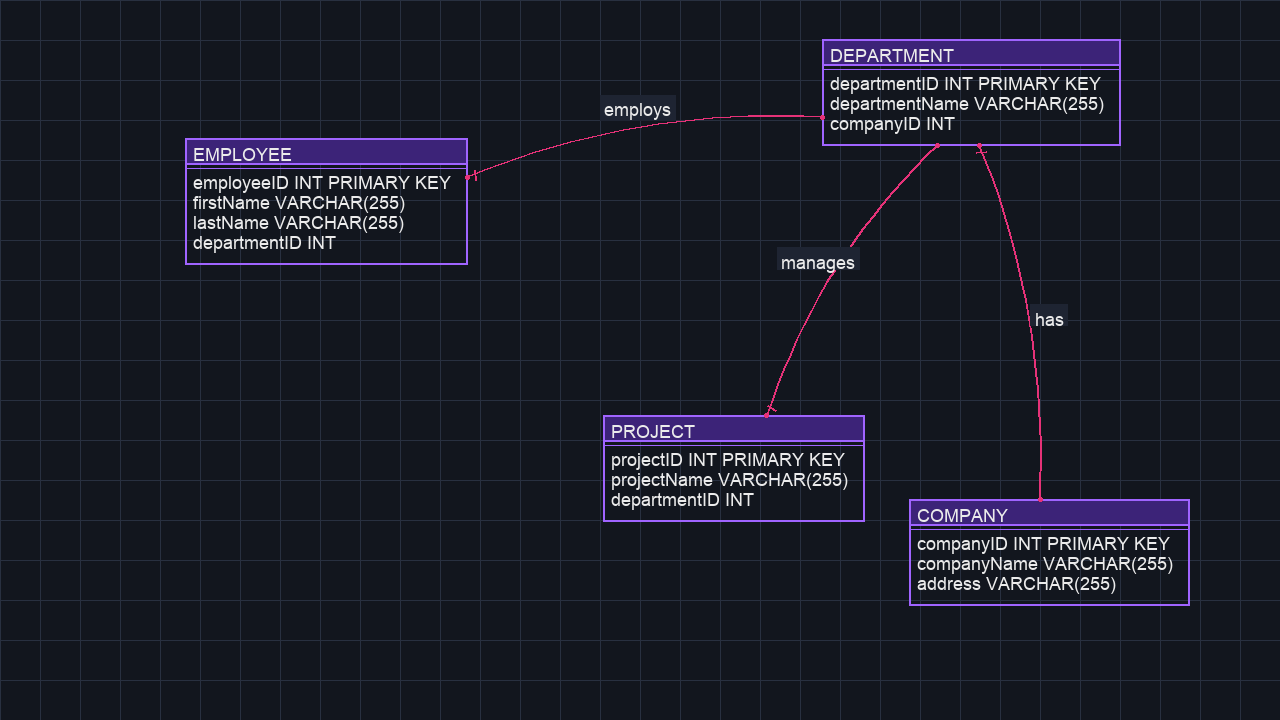 DEPARTMENT
departmentID INT PRIMARY KEY
departmentName VARCHAR(255)
companyID INT
employs
EMPLOYEE
employeeID INT PRIMARY KEY
firstName VARCHAR(255)
lastName VARCHAR(255)
departmentID INT
manages
has
PROJECT
projectID INT PRIMARY KEY
projectName VARCHAR(255)
departmentID INT
COMPANY
companyID INT PRIMARY KEY
companyName VARCHAR(255)
address VARCHAR(255)